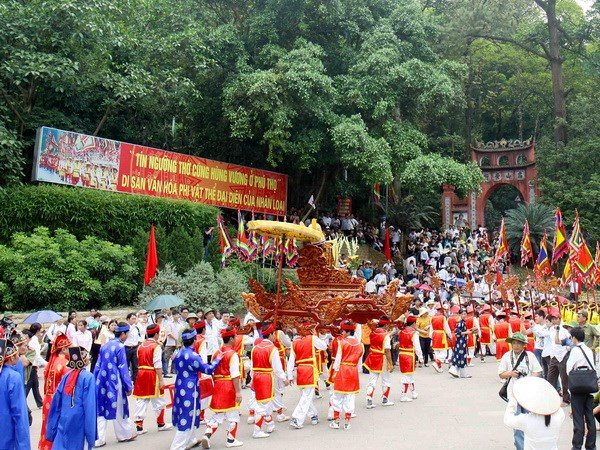 TÍN NGƯỠNG THỜ CÚNG HÙNG VƯƠNG Ở PHÚ THỌ
DI SẢN VĂN HÓA PHI VẬT THỂ ĐẠI DIỆN CỦA NHÂN LOẠI